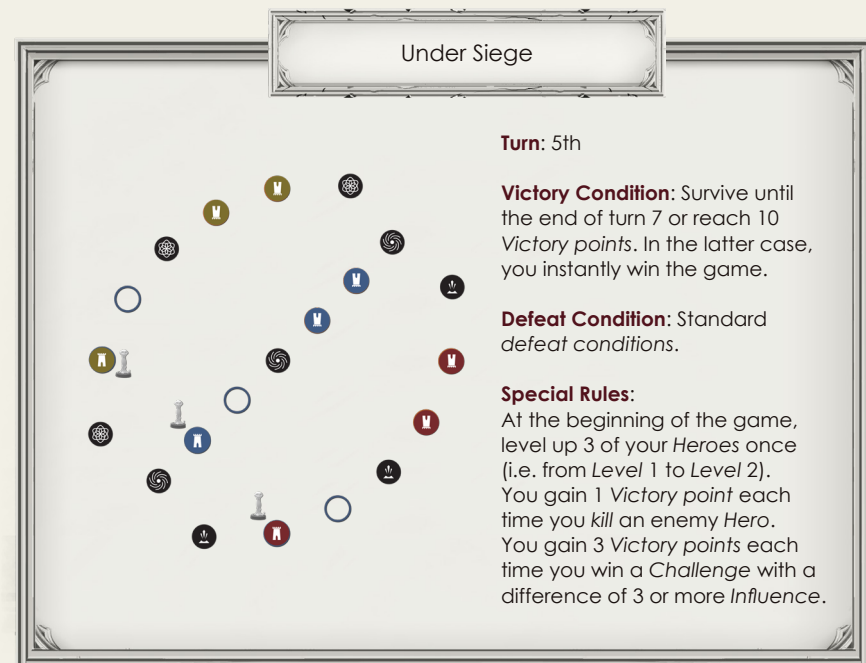 Under Siege
Turn: 5th
Victory Condition: Survive until
the end of turn 7 or reach 10
Victory points. In the latter case,
you instantly win the game.
Defeat Condition: Standard
defeat conditions.
Special Rules:
At the beginning of the game,
level up 3 of your Heroes once
(i.e. from Level 1 to Level 2).
You gain 1 Victory point each
time you kill an enemy Hero.
You gain 3 Victory points each
time you win a Challenge with a
difference of 3 or more Influence.